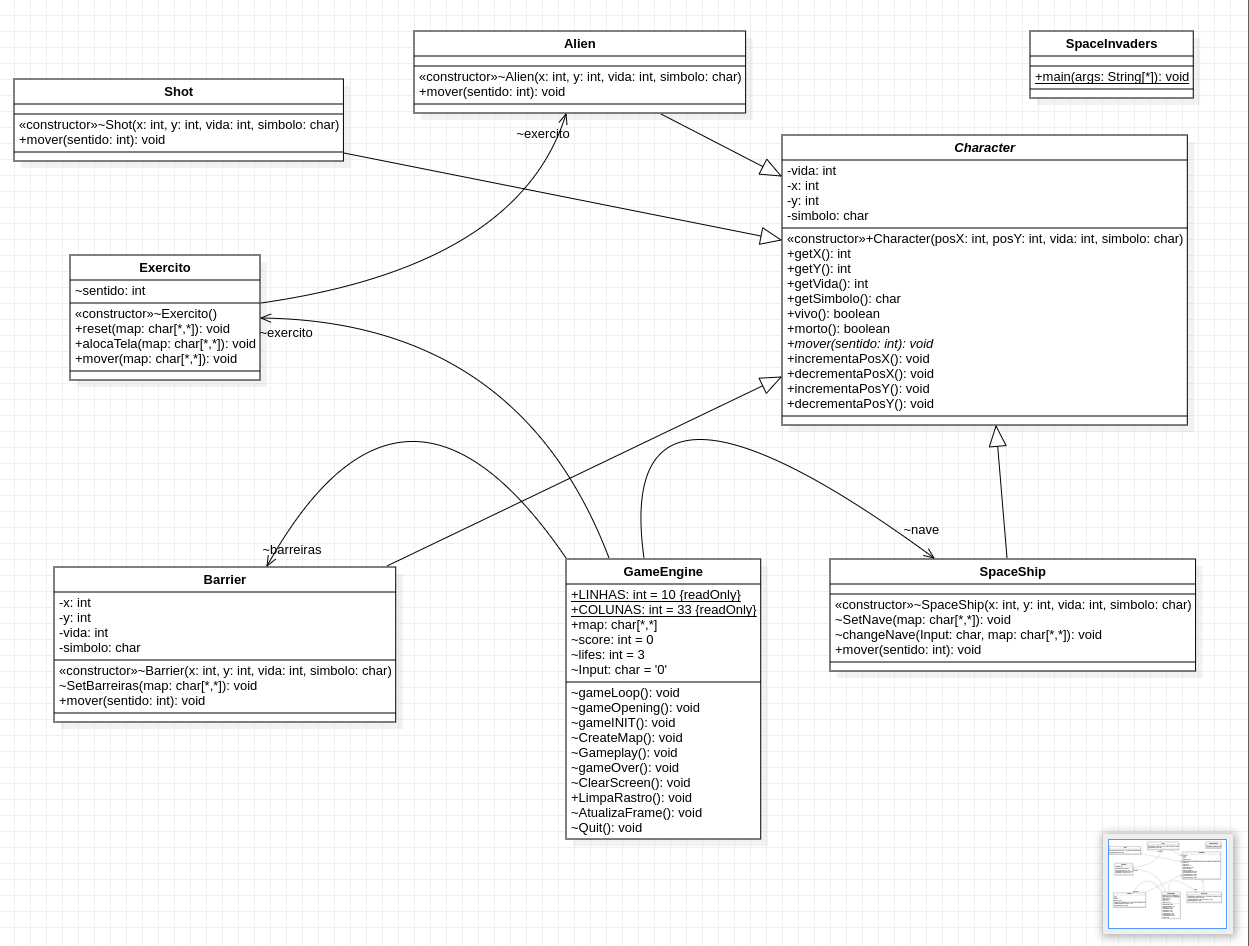 Alien
«constructor»~Alien(x: int, y: int, vida: int, simbolo: char)
+mover(sentido: int): void
SpaceInvaders
+main(args: String[*]): void
Shot
«constructor»~Shot(x: int, y: int, vida: int, simbolo: char)
+mover(sentido: int): void
~exercito
Character
-vida: int
-x: int
-y: int
-simbolo: char
«constructor»+Character(posX: int, posY: int, vida: int, simbolo: char)
+getX(): int
+getY(): int
+getVida(): int
+getSimbolo(): char
+vivo(): boolean
+morto(): boolean
+mover(sentido: int): void
+incrementaPosX(): void
+decrementaPosX(): void
+incrementaPosY(): void
+decrementaPosY(): void
Exercito
~sentido: int
«constructor»~Exercito()
+reset(map: char[*,*]): void
+alocaTela(map: char[*,*]): void
+mover(map: char[*,*]): void
~exercito
~barreiras
~nave
Barrier
-x: int
-y: int
-vida: int
-simbolo: char
«constructor»~Barrier(x: int, y: int, vida: int, simbolo: char)
~SetBarreiras(map: char[*,*]): void
+mover(sentido: int): void
GameEngine
+LINHAS: int = 10 {readOnly}
+COLUNAS: int = 33 {readOnly}
+map: char[*,*]
~score: int = 0
~lifes: int = 3
~Input: char = '0'
~gameLoop(): void
~gameOpening(): void
~gameINIT(): void
~CreateMap(): void
~Gameplay(): void
~gameOver(): void
~ClearScreen(): void
+LimpaRastro(): void
~AtualizaFrame(): void
~Quit(): void
SpaceShip
«constructor»~SpaceShip(x: int, y: int, vida: int, simbolo: char)
~SetNave(map: char[*,*]): void
~changeNave(Input: char, map: char[*,*]): void
+mover(sentido: int): void